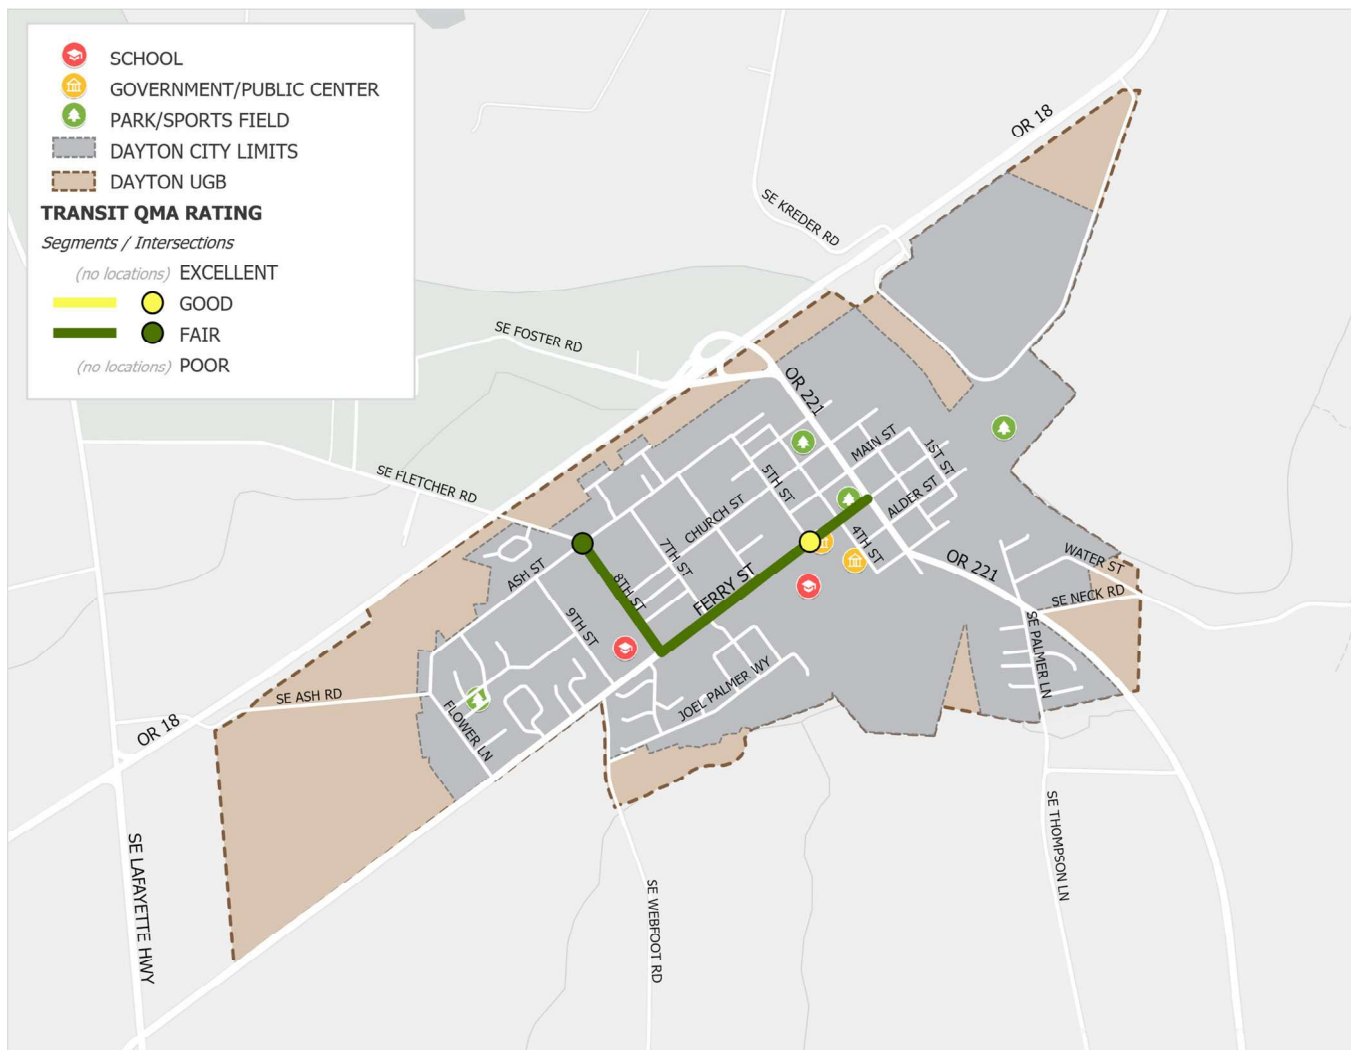 SCHOOL
GOVERNMENT/PUBLIC CENTER
PARK/SPORTS FIELD
DAYTON CITY LIMITS
DAYTON UGB
TRANSIT QMA RATING
Segments / Intersections
(no locations) EXCELLENT
GOOD
FAIR
(no locations) POOR
OR 18
SE KREDER RD
SE FOSTER RD
OR 221
MAIN ST
1ST ST
SE FLETCHER RD
5TH ST
ALDER ST
CHURCH ST
4TH ST
7TH ST
OR 221
WATER ST
ASH ST
8TH ST
FERRY ST
SE NECK RD
9TH ST
SE PALMER LN
JOEL PALMER WY
SE ASH RD
FLOWER LN
OR 18
SE THOMPSON LN
SE LAFAYETTE HWY
SE WEBFOOT RD